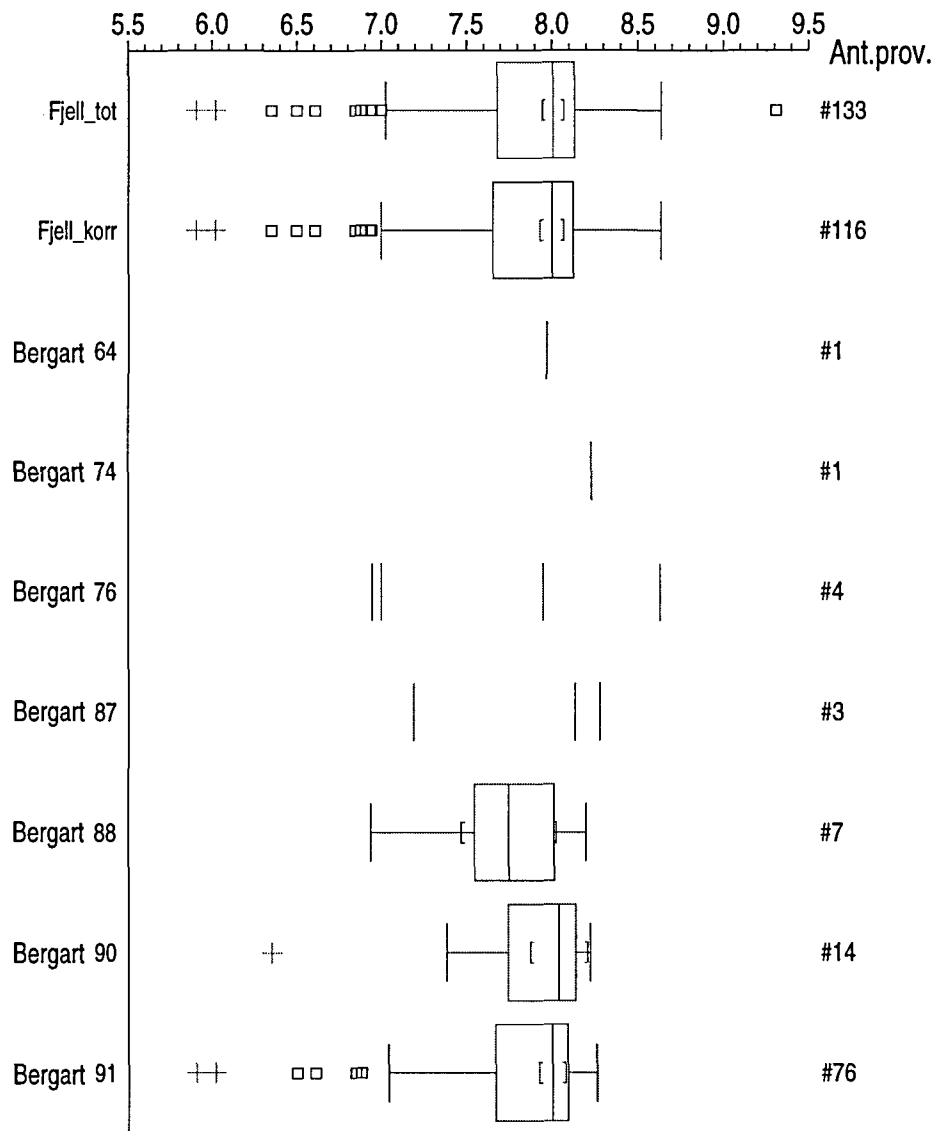 5.5 6.0 6.5 7.0 7.5 8.0 8.5 9.0 9.5
Ant.prov.
Fjell_tot #133
Fjell_korr #116
Bergart 64 #1
Bergart 74 #1
Bergart 76 #4
Bergart 87 #3
Bergart 88 #7
Bergart 90 #14
Bergart 91 #76